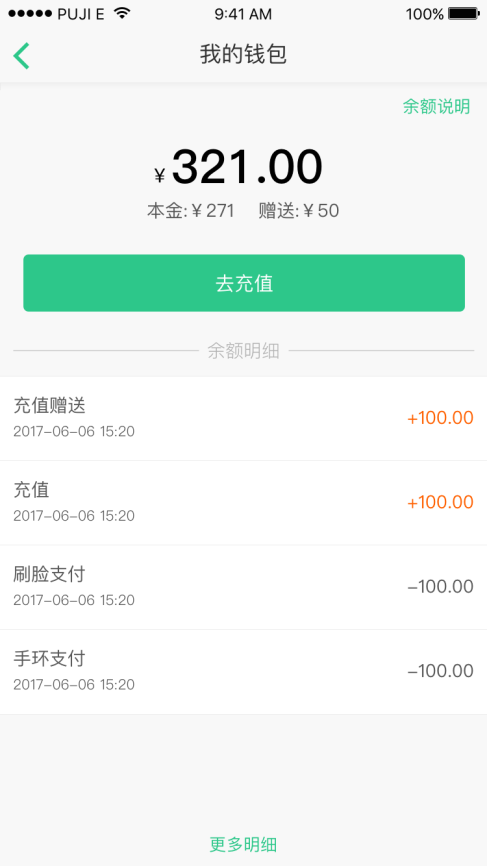 PUJI E 9:41 AM 100%
我的钱包
余额说明
¥ 321.00
本金:¥271 赠送:¥50
去充值
余额明细
充值赠送
2017-06-06 15:20
+100.00
充值
2017-06-06 15:20
+100.00
刷脸支付
2017-06-06 15:20
-100.00
手环支付
2017-06-06 15:20
-100.00
更多明细